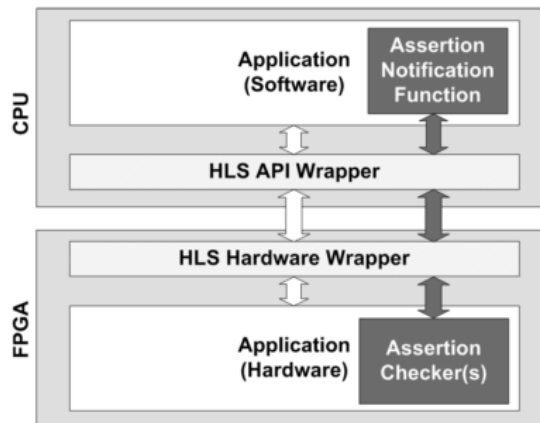 CPU
Application
(Software)
Assertion
Notification
Function
HLS API Wrapper
FPGA
HLS Hardware Wrapper
Application
(Hardware)
Assertion
Checker(s)